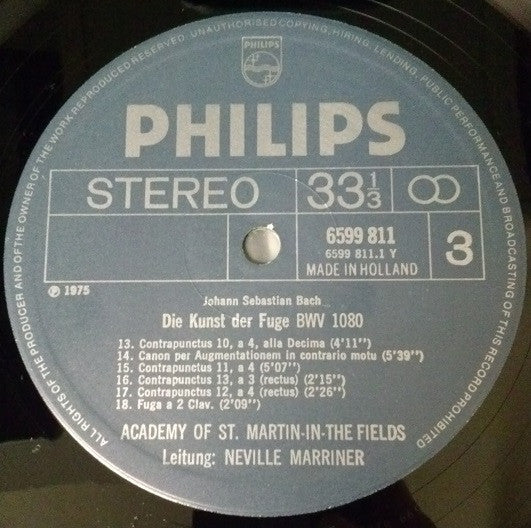 ALL RIGHTS OF THE PRODUCER AND OF THE OWNER OF THE WORK REPRODUCED RESERVED. UNAUTHORISED COPYING, HIRING, LENDING, PUBLIC PERFORMANCE AND BROADCASTING OF THIS RECORD PROHIBITED
PHILIPS
PHILIPS
STEREO 33 1/3
6599 811
6599 811.1 Y
MADE IN HOLLAND
3
℗ 1975
Johann Sebastian Bach
Die Kunst der Fuge BWV 1080
13. Contrapunctus 10, a 4, alla Decima (4'11'')
14. Canon per Augmentationem in contrario motu (5'39'')
15. Contrapunctus 11, a 4 (5'07'')
16. Contrapunctus 13, a 3 (rectus) (2'15'')
17. Contrapunctus 12, a 4 (rectus) (2'26'')
18. Fuga a 2 Clav. (2'09'')
ACADEMY OF ST. MARTIN-IN-THE FIELDS
Leitung: NEVILLE MARRINER